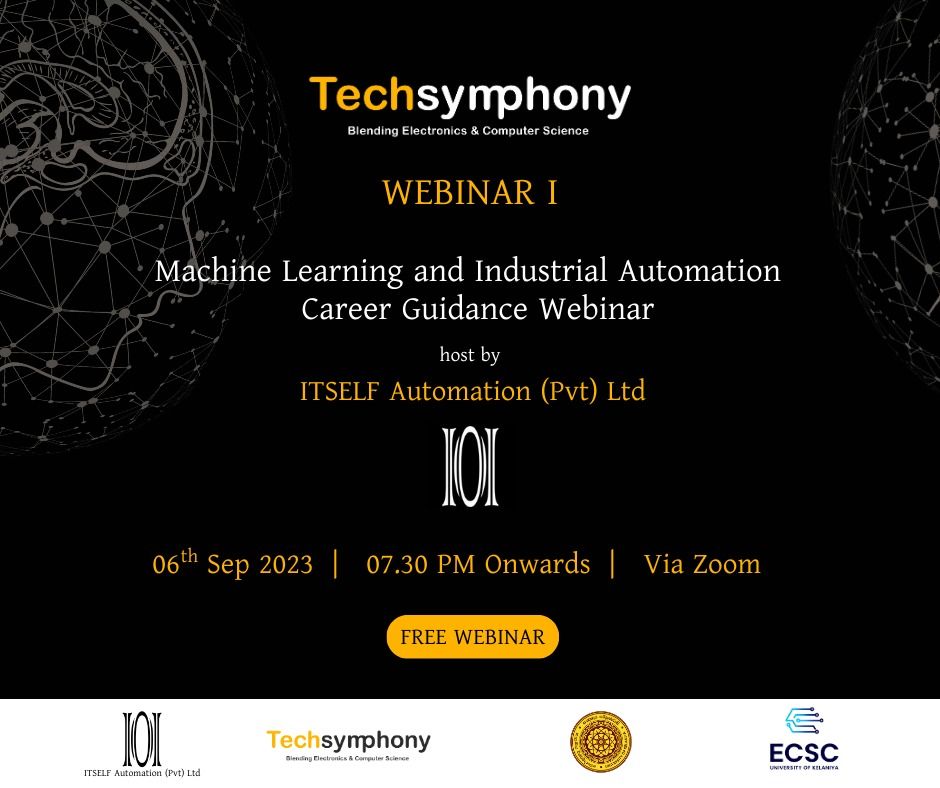 Techsymphony
Blending Electronics & Computer Science
WEBINAR I
Machine Learning and Industrial Automation
Career Guidance Webinar
host by
ITSELF Automation (Pvt) Ltd
06th Sep 2023 | 07.30 PM Onwards | Via Zoom
FREE WEBINAR
ITSELF Automation (Pvt) Ltd
Techsymphony
Blending Electronics & Computer Science
ECSC
UNIVERSITY OF KELANIYA